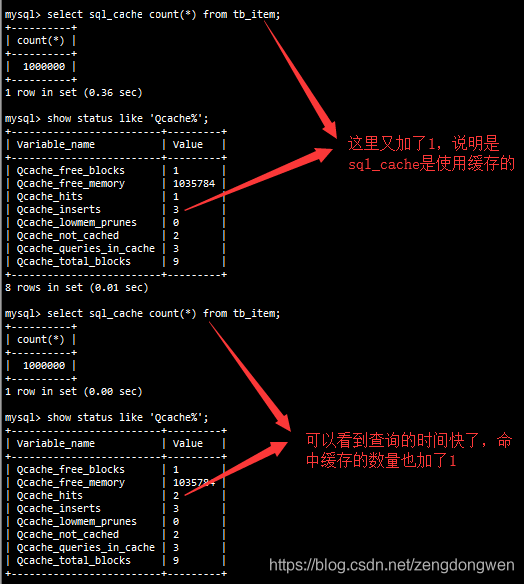 mysql> select sql_cache count(*) from tb_item;
+----------+
| count(*) |
+----------+
|  1000000 |
+----------+
1 row in set (0.36 sec)
mysql> show status like 'Qcache%';
+-------------------------+---------+
| Variable_name           | Value   |
+-------------------------+---------+
| Qcache_free_blocks      | 1       |
| Qcache_free_memory      | 1035784 |
| Qcache_hits             | 1       |
| Qcache_inserts          | 3       |
| Qcache_lowmem_prunes    | 0       |
| Qcache_not_cached       | 2       |
| Qcache_queries_in_cache | 3       |
| Qcache_total_blocks     | 9       |
+-------------------------+---------+
8 rows in set (0.01 sec)
这里又加了1，说明是
sql_cache是使用缓存的
mysql> select sql_cache count(*) from tb_item;
+----------+
| count(*) |
+----------+
|  1000000 |
+----------+
1 row in set (0.00 sec)
mysql> show status like 'Qcache%';
+-------------------------+---------+
| Variable_name           | Value   |
+-------------------------+---------+
| Qcache_free_blocks      | 1       |
| Qcache_free_memory      | 1035784 |
| Qcache_hits             | 2       |
| Qcache_inserts          | 3       |
| Qcache_lowmem_prunes    | 0       |
| Qcache_not_cached       | 2       |
| Qcache_queries_in_cache | 3       |
| Qcache_total_blocks     | 9       |
+-------------------------+---------+
可以看到查询的时间快了，命
中缓存的数量也加了1
https://blog.csdn.net/zengdongwen